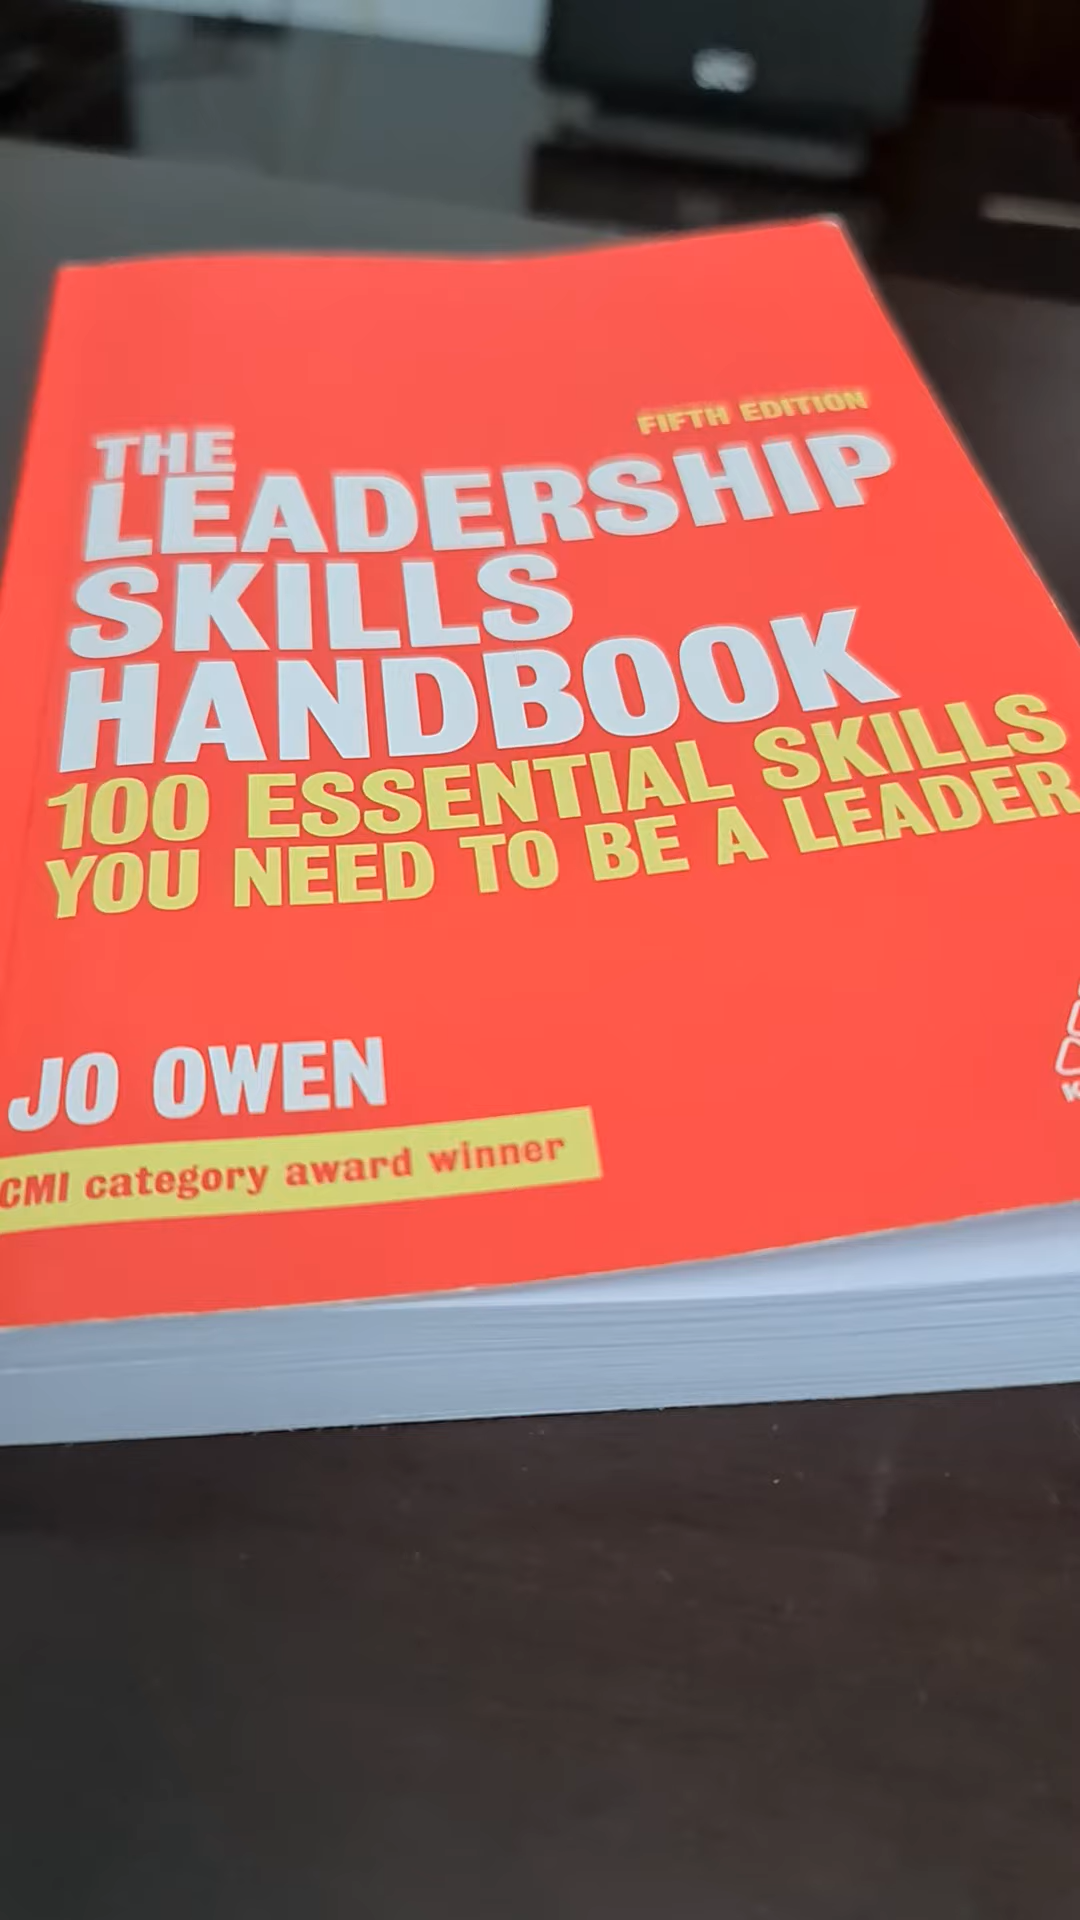 FIFTH EDITION
THE
LEADERSHIP
SKILLS
HANDBOOK
100 ESSENTIAL SKILLS
YOU NEED TO BE A LEADER
JO OWEN
CMI category award winner